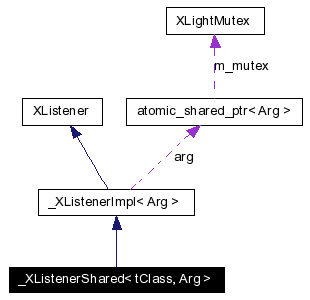 XLightMutex
m_mutex
XListener
atomic_shared_ptr< Arg >
arg
_XListenerImpl< Arg >
_XListenerShared< tClass, Arg >